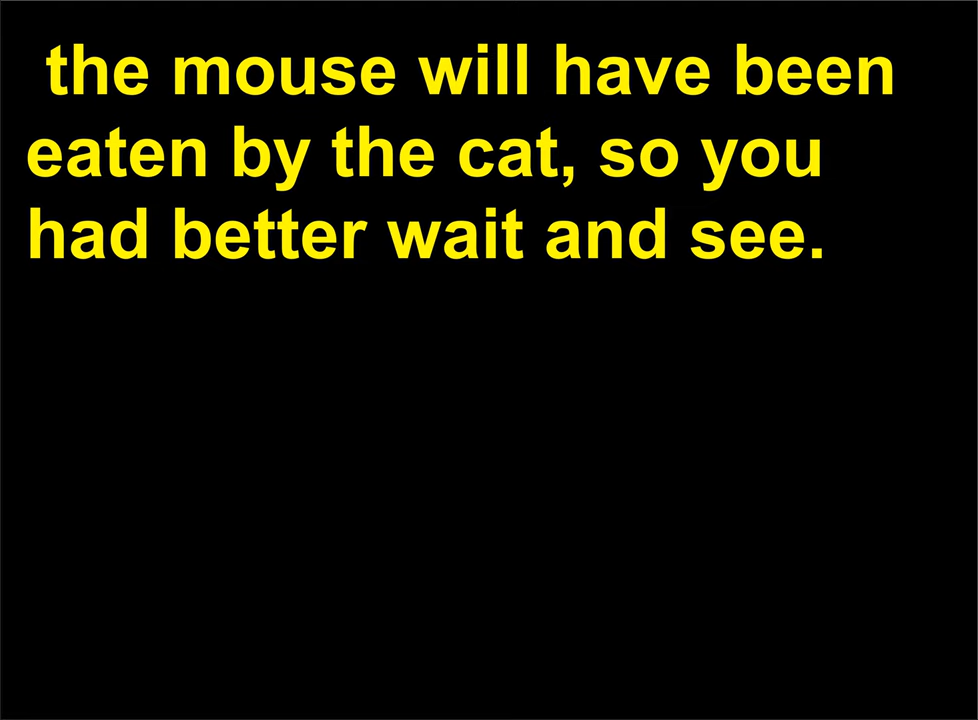 the mouse will have been
eaten by the cat, so you
had better wait and see.